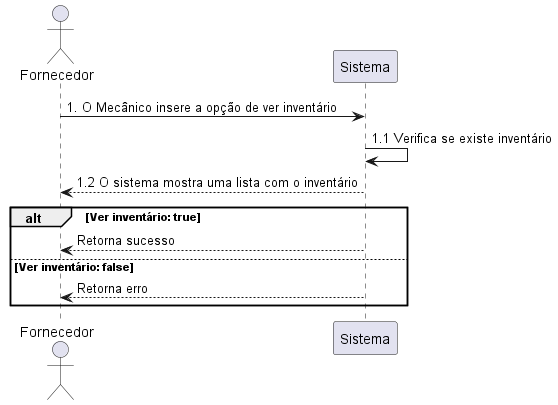 Fornecedor
Sistema
1. O Mecânico insere a opção de ver inventário
1.1 Verifica se existe inventário
1.2 O sistema mostra uma lista com o inventário
alt [Ver inventário: true]
Retorna sucesso
[Ver inventário: false]
Retorna erro
Fornecedor
Sistema